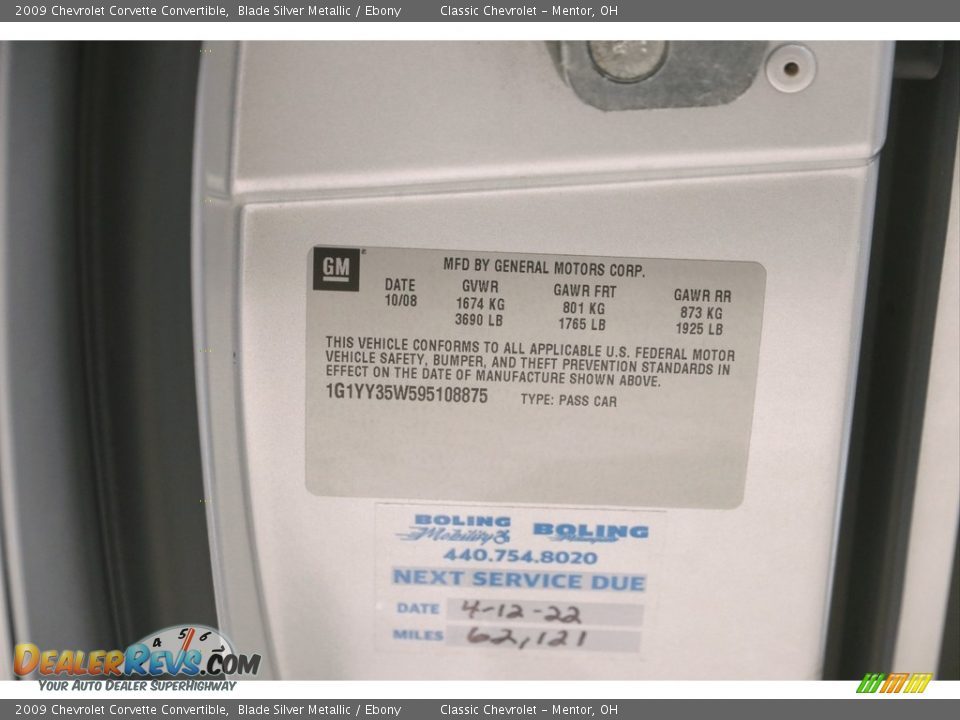 2009 Chevrolet Corvette Convertible, Blade Silver Metallic / Ebony Classic Chevrolet - Mentor, OH
GM
MFD BY GENERAL MOTORS CORP.
DATE GVWR GAWR FRT GAWR RR
10/08 1674 KG 801 KG 873 KG
3690 LB 1765 LB 1925 LB
THIS VEHICLE CONFORMS TO ALL APPLICABLE U.S. FEDERAL MOTOR
VEHICLE SAFETY, BUMPER, AND THEFT PREVENTION STANDARDS IN
EFFECT ON THE DATE OF MANUFACTURE SHOWN ABOVE.
1G1YY35W595108875 TYPE: PASS CAR
BOLING BOLING
Mobility
440.754.8020
NEXT SERVICE DUE
DATE 4-12-22
MILES 62,121
4 5 6 7
DEALERREVS.COM
YOUR AUTO DEALER SUPERHIGHWAY
2009 Chevrolet Corvette Convertible, Blade Silver Metallic / Ebony Classic Chevrolet - Mentor, OH